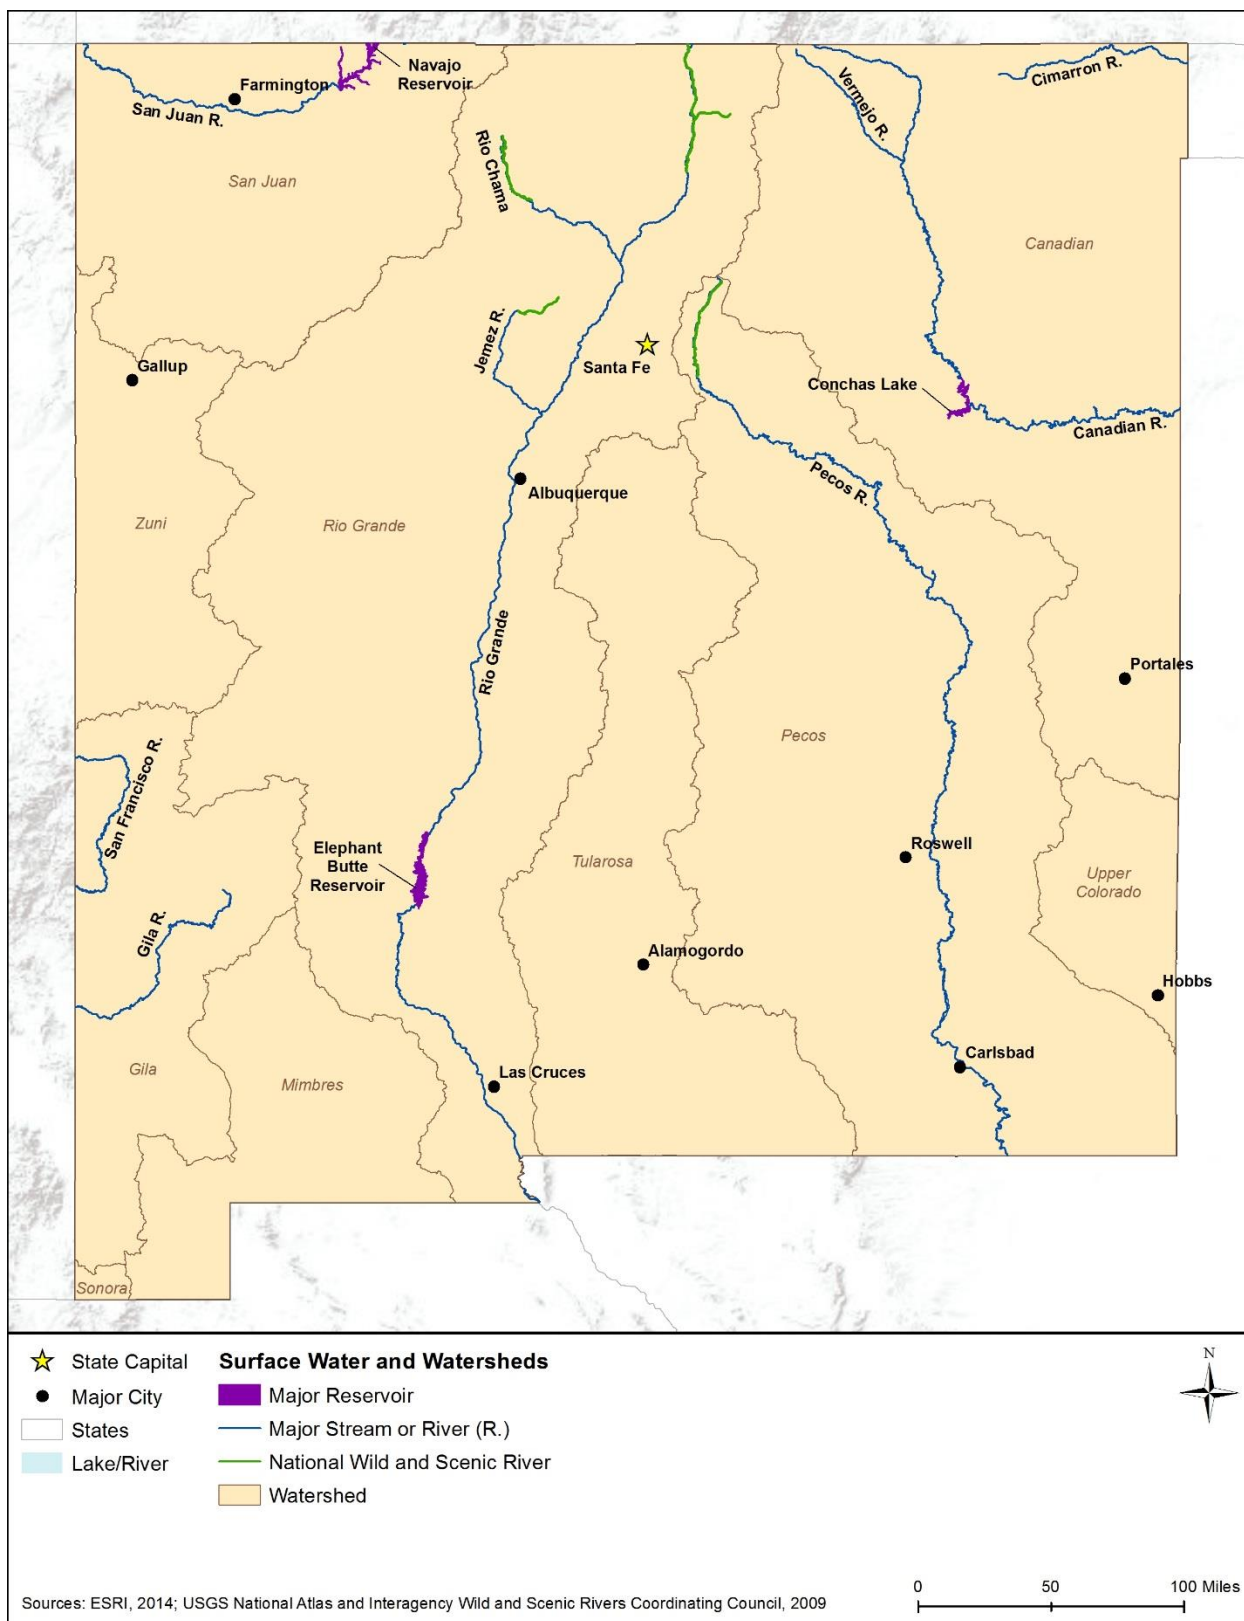 Navajo
Reservoir
Farmington
San Juan R.
Vermejo R.
Cimarron R.
San Juan
Rio Chama
Canadian
Jemez R.
Santa Fe
Gallup
Conchas Lake
Canadian R.
Pecos R.
Albuquerque
Zuni
Rio Grande
Rio Grande
Portales
Pecos
San Francisco R.
Elephant
Butte
Reservoir
Tularosa
Roswell
Upper
Colorado
Gila R.
Alamogordo
Hobbs
Carlsbad
Gila
Mimbres
Las Cruces
Sonora
State Capital
Major City
States
Lake/River
Surface Water and Watersheds
Major Reservoir
Major Stream or River (R.)
National Wild and Scenic River
Watershed
N
0 50 100 Miles
Sources: ESRI, 2014; USGS National Atlas and Interagency Wild and Scenic Rivers Coordinating Council, 2009